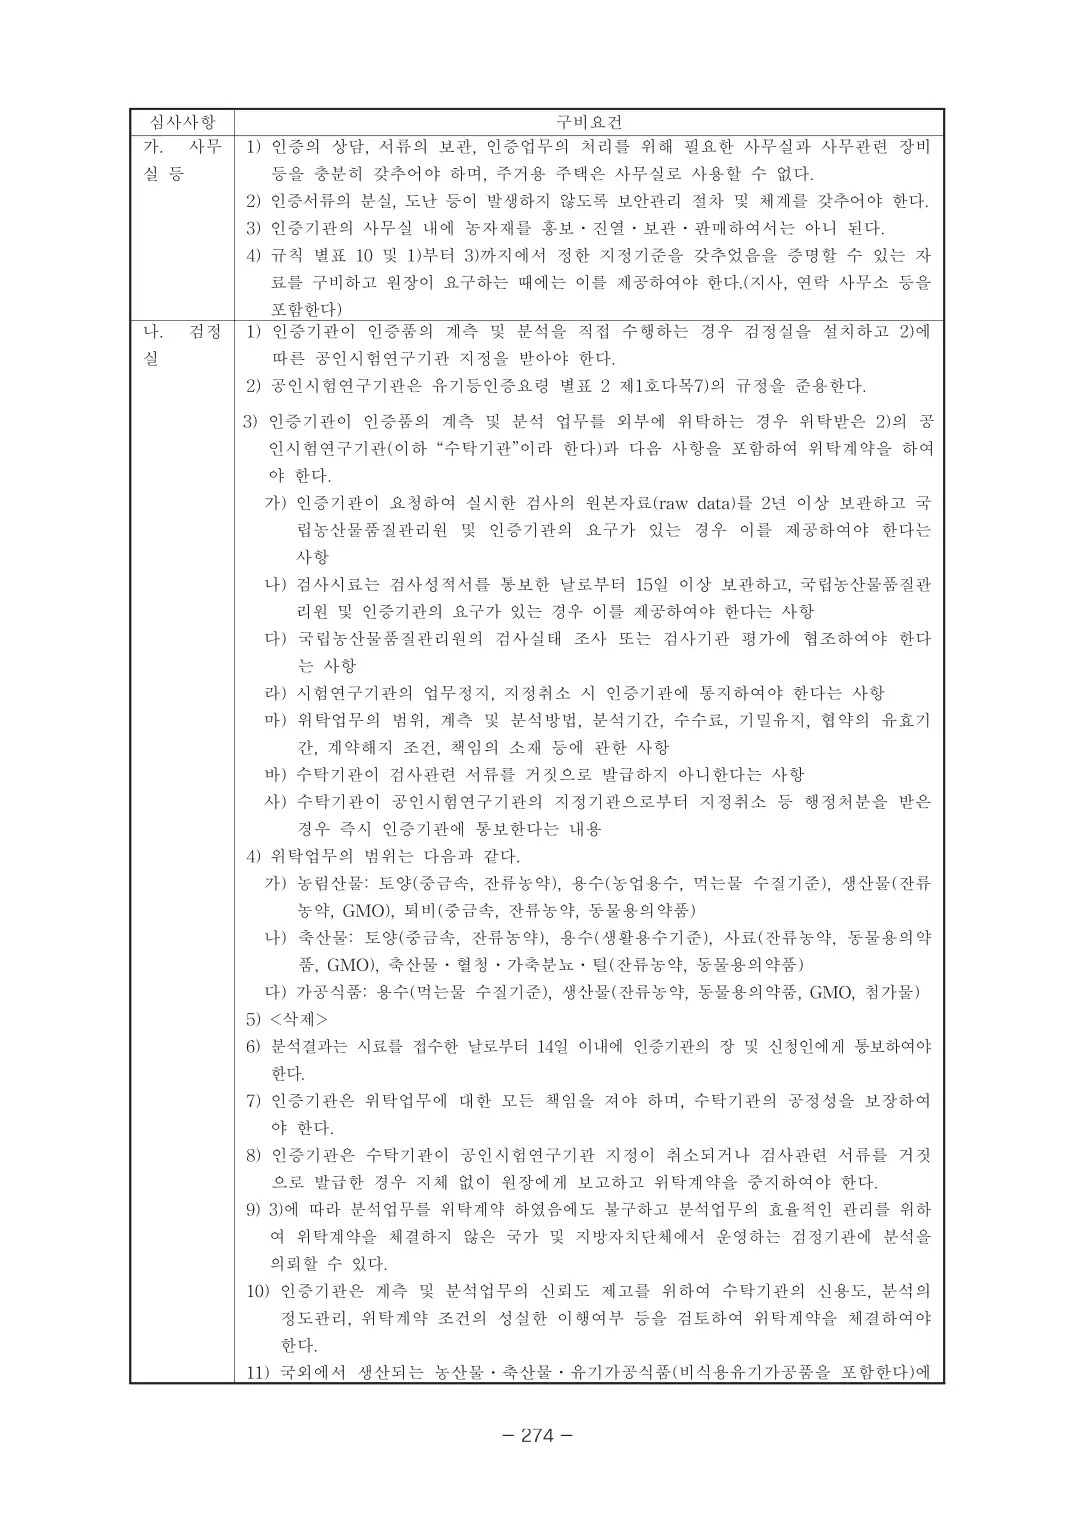 심사사항 구비요건
가. 사무 1) 인증의 상담, 서류의 보관, 인증업무의 처리를 위해 필요한 사무실과 사무관련 장비
실 등 등을 충분히 갖추어야 하며, 주거용 주택은 사무실로 사용할 수 없다.
2) 인증서류의 분실, 도난 등이 발생하지 않도록 보안관리 절차 및 체계를 갖추어야 한다.
3) 인증기관의 사무실 내에 농자재를 홍보·진열·보관·판매하여서는 아니 된다.
4) 규칙 별표 10 및 1)부터 3)까지에서 정한 지정기준을 갖추었음을 증명할 수 있는 자
료를 구비하고 원장이 요구하는 때에는 이를 제공하여야 한다.(지사, 연락 사무소 등을
포함한다)
나. 검정 1) 인증기관이 인증품의 계측 및 분석을 직접 수행하는 경우 검정실을 설치하고 2)에
실 따른 공인시험연구기관 지정을 받아야 한다.
2) 공인시험연구기관은 유기등인증요령 별표 2 제1호다목7)의 규정을 준용한다.
3) 인증기관이 인증품의 계측 및 분석 업무를 외부에 위탁하는 경우 위탁받은 2)의 공
인시험연구기관(이하 “수탁기관”이라 한다)과 다음 사항을 포함하여 위탁계약을 하여
야 한다.
가) 인증기관이 요청하여 실시한 검사의 원본자료(raw data)를 2년 이상 보관하고 국
립농산물품질관리원 및 인증기관의 요구가 있는 경우 이를 제공하여야 한다는
사항
나) 검사시료는 검사성적서를 통보한 날로부터 15일 이상 보관하고, 국립농산물품질관
리원 및 인증기관의 요구가 있는 경우 이를 제공하여야 한다는 사항
다) 국립농산물품질관리원의 검사실태 조사 또는 검사기관 평가에 협조하여야 한다
는 사항
라) 시험연구기관의 업무정지, 지정취소 시 인증기관에 통지하여야 한다는 사항
마) 위탁업무의 범위, 계측 및 분석방법, 분석기간, 수수료, 기밀유지, 협약의 유효기
간, 계약해지 조건, 책임의 소재 등에 관한 사항
바) 수탁기관이 검사관련 서류를 거짓으로 발급하지 아니한다는 사항
사) 수탁기관이 공인시험연구기관의 지정기관으로부터 지정취소 등 행정처분을 받은
경우 즉시 인증기관에 통보한다는 내용
4) 위탁업무의 범위는 다음과 같다.
가) 농림산물: 토양(중금속, 잔류농약), 용수(농업용수, 먹는물 수질기준), 생산물(잔류
농약, GMO), 퇴비(중금속, 잔류농약, 동물용의약품)
나) 축산물: 토양(중금속, 잔류농약), 용수(생활용수기준), 사료(잔류농약, 동물용의약
품, GMO), 축산물·혈청·가축분뇨·털(잔류농약, 동물용의약품)
다) 가공식품: 용수(먹는물 수질기준), 생산물(잔류농약, 동물용의약품, GMO, 첨가물)
5) <삭제>
6) 분석결과는 시료를 접수한 날로부터 14일 이내에 인증기관의 장 및 신청인에게 통보하여야
한다.
7) 인증기관은 위탁업무에 대한 모든 책임을 져야 하며, 수탁기관의 공정성을 보장하여
야 한다.
8) 인증기관은 수탁기관이 공인시험연구기관 지정이 취소되거나 검사관련 서류를 거짓
으로 발급한 경우 지체 없이 원장에게 보고하고 위탁계약을 중지하여야 한다.
9) 3)에 따라 분석업무를 위탁계약 하였음에도 불구하고 분석업무의 효율적인 관리를 위하
여 위탁계약을 체결하지 않은 국가 및 지방자치단체에서 운영하는 검정기관에 분석을
의뢰할 수 있다.
10) 인증기관은 계측 및 분석업무의 신뢰도 제고를 위하여 수탁기관의 신용도, 분석의
정도관리, 위탁계약 조건의 성실한 이행여부 등을 검토하여 위탁계약을 체결하여야
한다.
11) 국외에서 생산되는 농산물·축산물·유기가공식품(비식용유기가공품을 포함한다)에
- 274 -